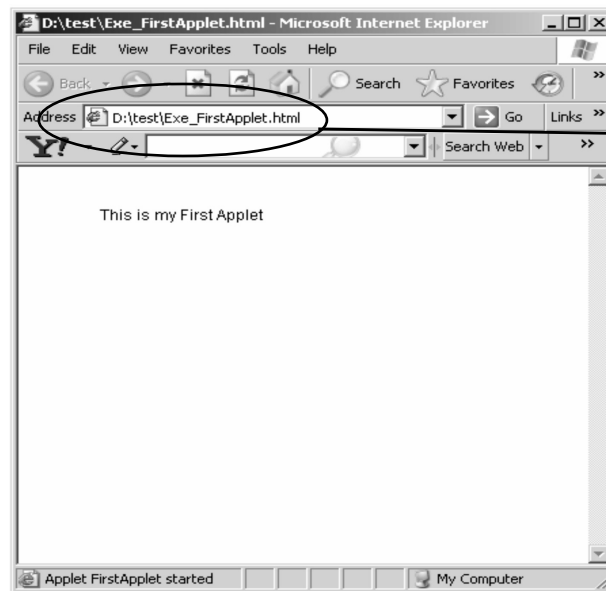 D:\test\Exe_FirstApplet.html - Microsoft Internet Explorer
File Edit View Favorites Tools Help
Back Search Favorites »
Address D:\test\Exe_FirstApplet.html Go Links »
Y! Search Web »
This is my First Applet
Applet FirstApplet started My Computer